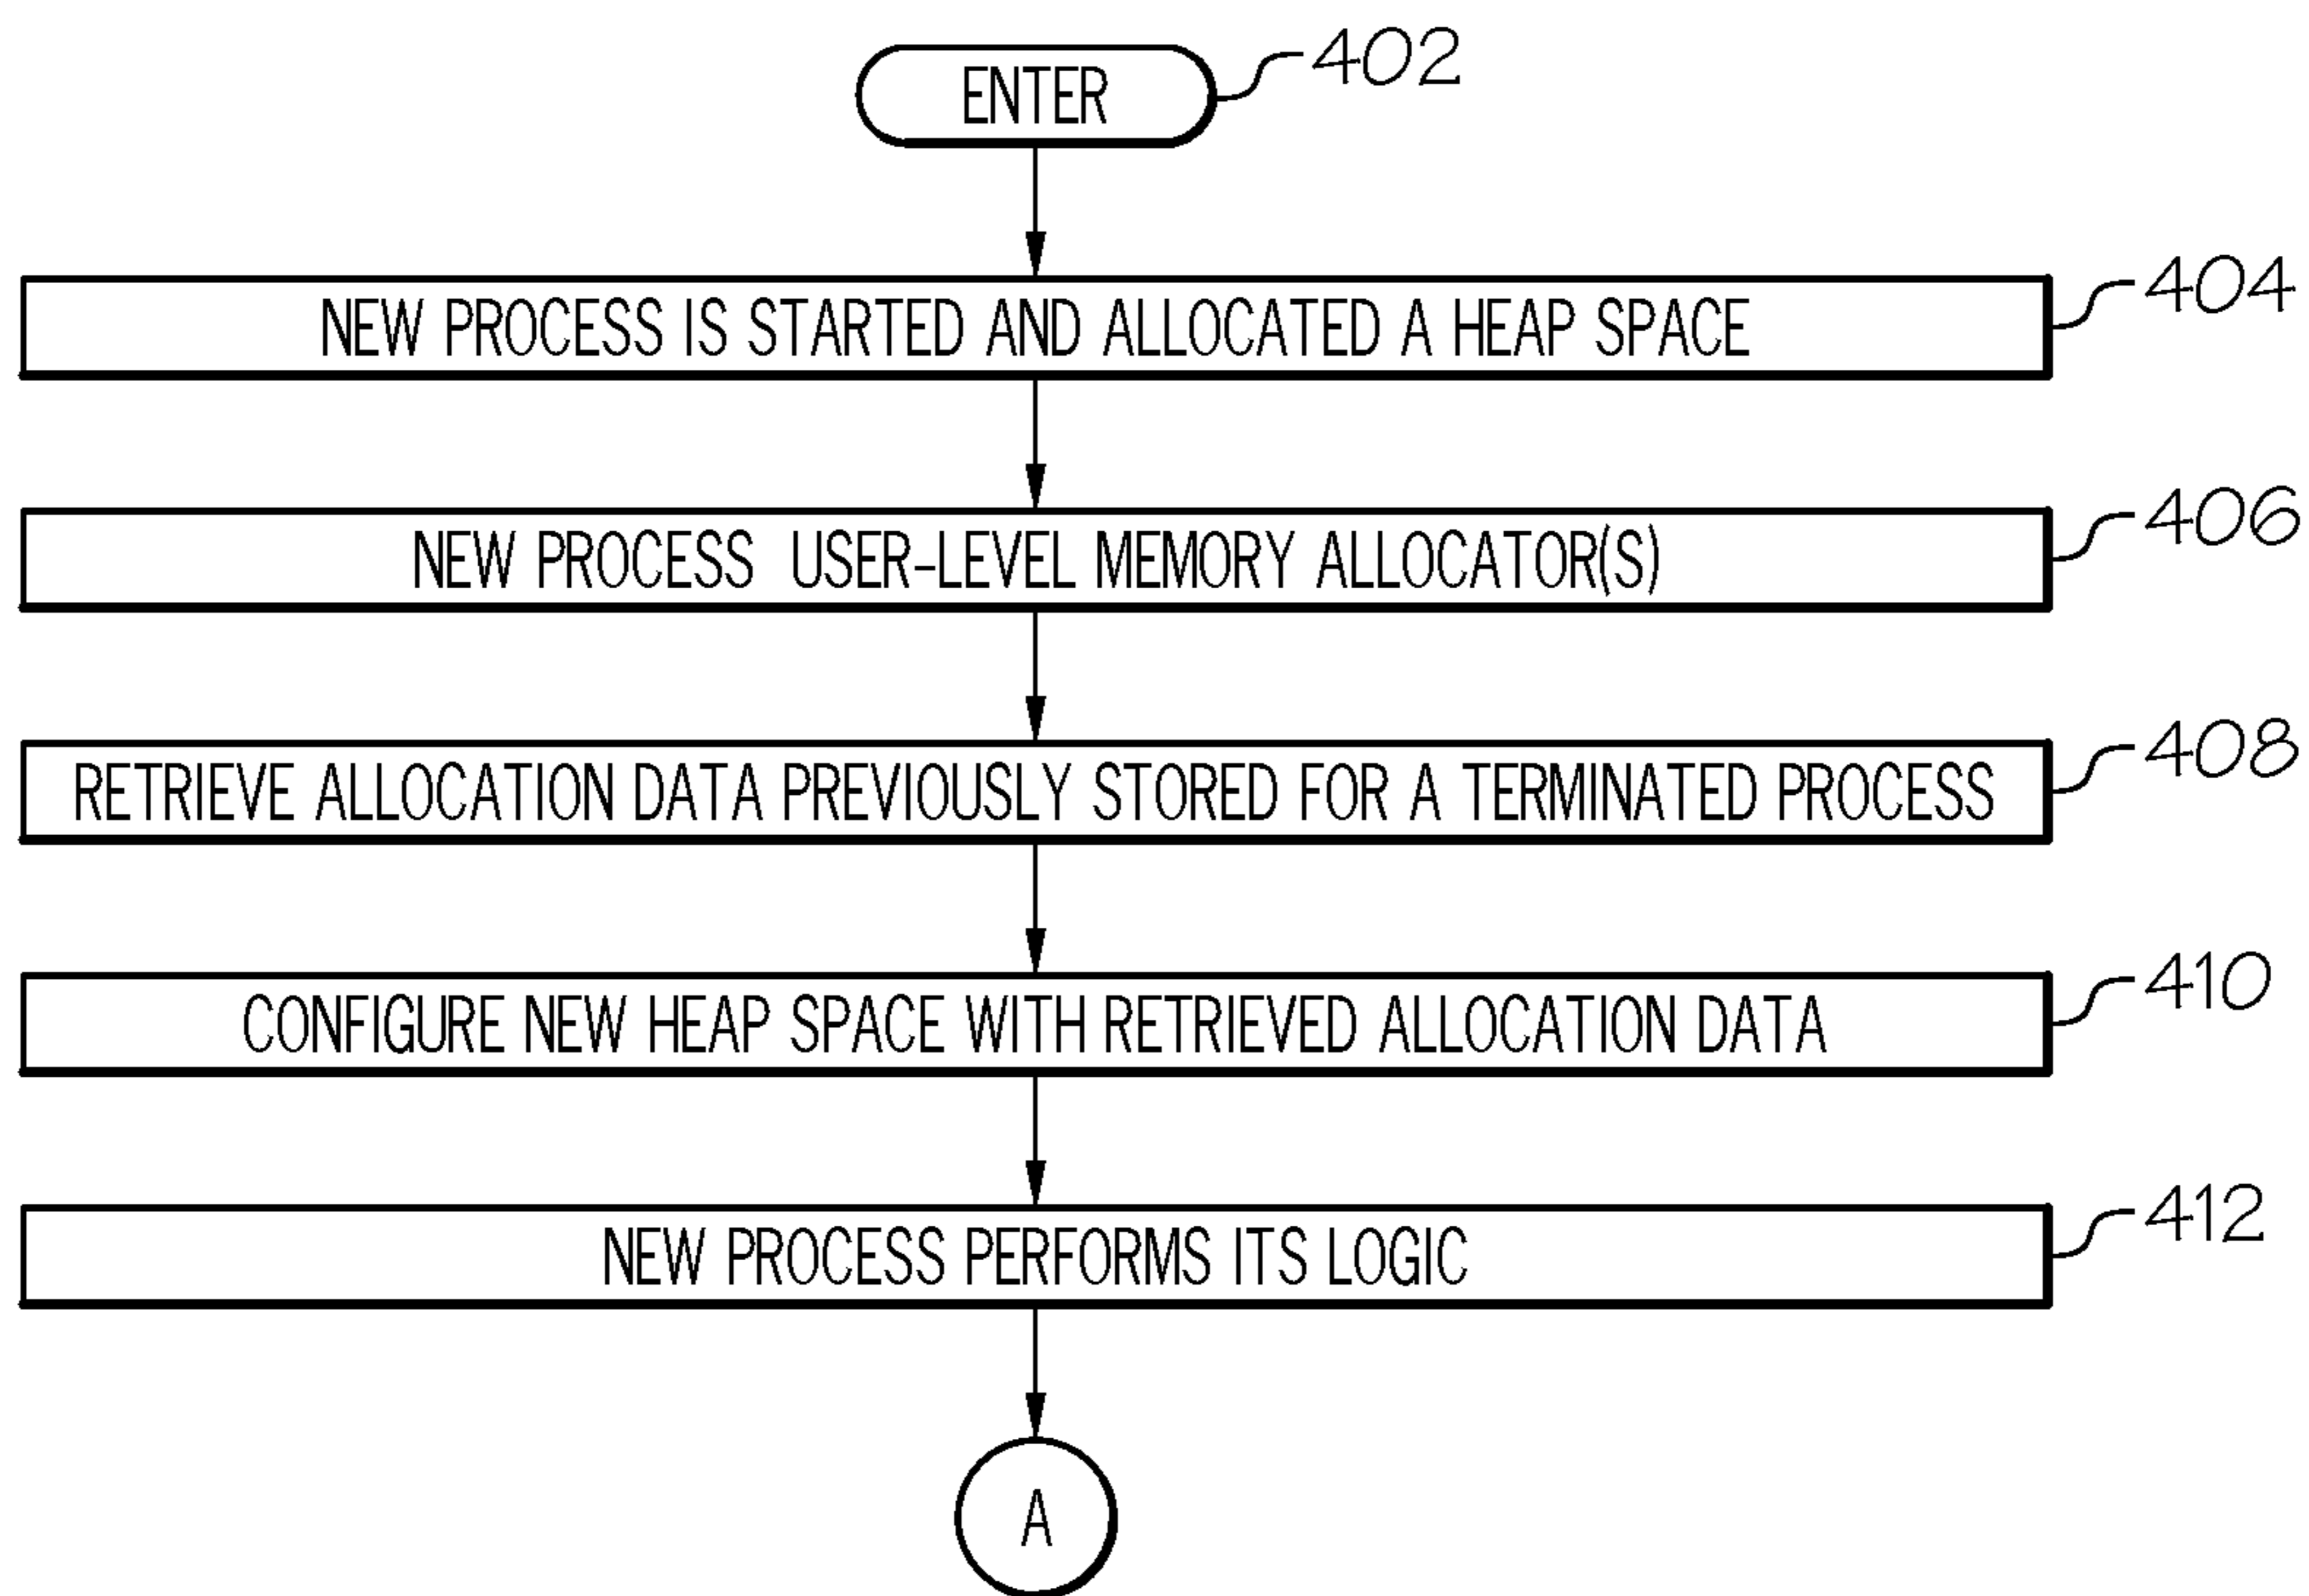 ENTER
402
NEW PROCESS IS STARTED AND ALLOCATED A HEAP SPACE
404
NEW PROCESS USER-LEVEL MEMORY ALLOCATOR(S)
406
RETRIEVE ALLOCATION DATA PREVIOUSLY STORED FOR A TERMINATED PROCESS
408
CONFIGURE NEW HEAP SPACE WITH RETRIEVED ALLOCATION DATA
410
NEW PROCESS PERFORMS ITS LOGIC
412
A